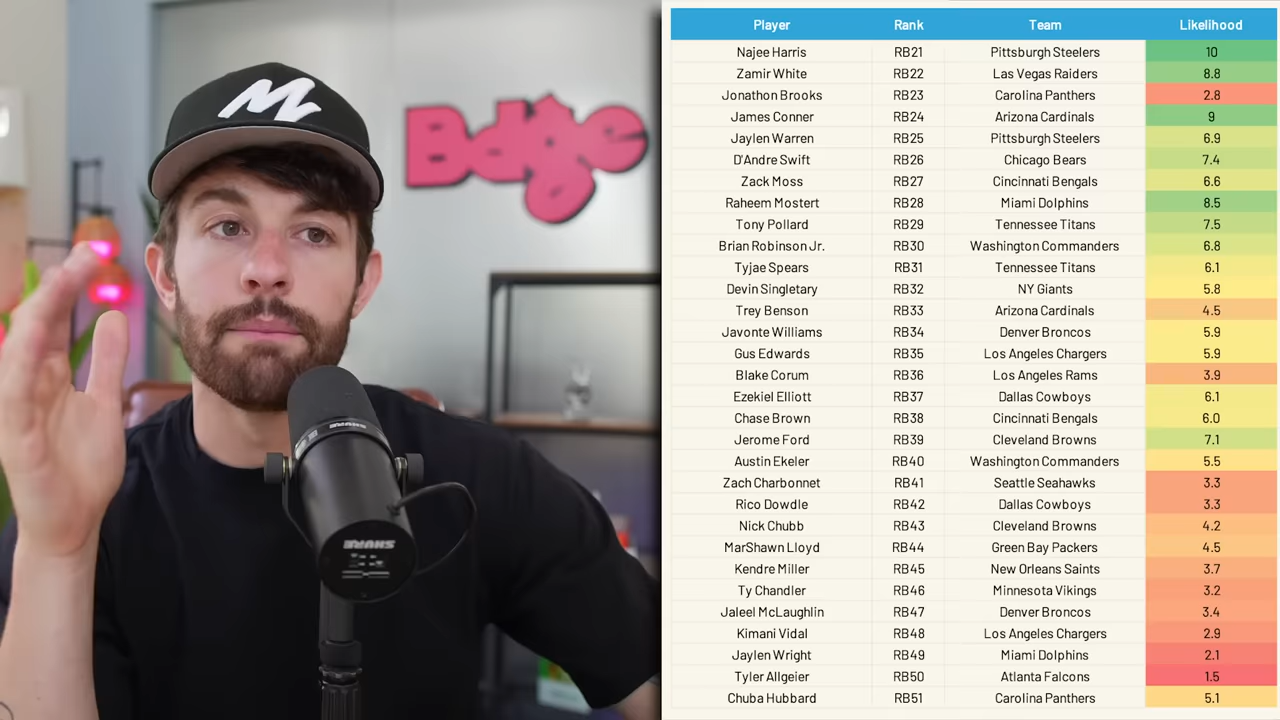 M
Bdge
SHURE
SHURE
Player Rank Team Likelihood
Najee Harris RB21 Pittsburgh Steelers 10
Zamir White RB22 Las Vegas Raiders 8.8
Jonathon Brooks RB23 Carolina Panthers 2.8
James Conner RB24 Arizona Cardinals 9
Jaylen Warren RB25 Pittsburgh Steelers 6.9
D'Andre Swift RB26 Chicago Bears 7.4
Zack Moss RB27 Cincinnati Bengals 6.6
Raheem Mostert RB28 Miami Dolphins 8.5
Tony Pollard RB29 Tennessee Titans 7.5
Brian Robinson Jr. RB30 Washington Commanders 6.8
Tyjae Spears RB31 Tennessee Titans 6.1
Devin Singletary RB32 NY Giants 5.8
Trey Benson RB33 Arizona Cardinals 4.5
Javonte Williams RB34 Denver Broncos 5.9
Gus Edwards RB35 Los Angeles Chargers 5.9
Blake Corum RB36 Los Angeles Rams 3.9
Ezekiel Elliott RB37 Dallas Cowboys 6.1
Chase Brown RB38 Cincinnati Bengals 6.0
Jerome Ford RB39 Cleveland Browns 7.1
Austin Ekeler RB40 Washington Commanders 5.5
Zach Charbonnet RB41 Seattle Seahawks 3.3
Rico Dowdle RB42 Dallas Cowboys 3.3
Nick Chubb RB43 Cleveland Browns 4.2
MarShawn Lloyd RB44 Green Bay Packers 4.5
Kendre Miller RB45 New Orleans Saints 3.7
Ty Chandler RB46 Minnesota Vikings 3.2
Jaleel McLaughlin RB47 Denver Broncos 3.4
Kimani Vidal RB48 Los Angeles Chargers 2.9
Jaylen Wright RB49 Miami Dolphins 2.1
Tyler Allgeier RB50 Atlanta Falcons 1.5
Chuba Hubbard RB51 Carolina Panthers 5.1